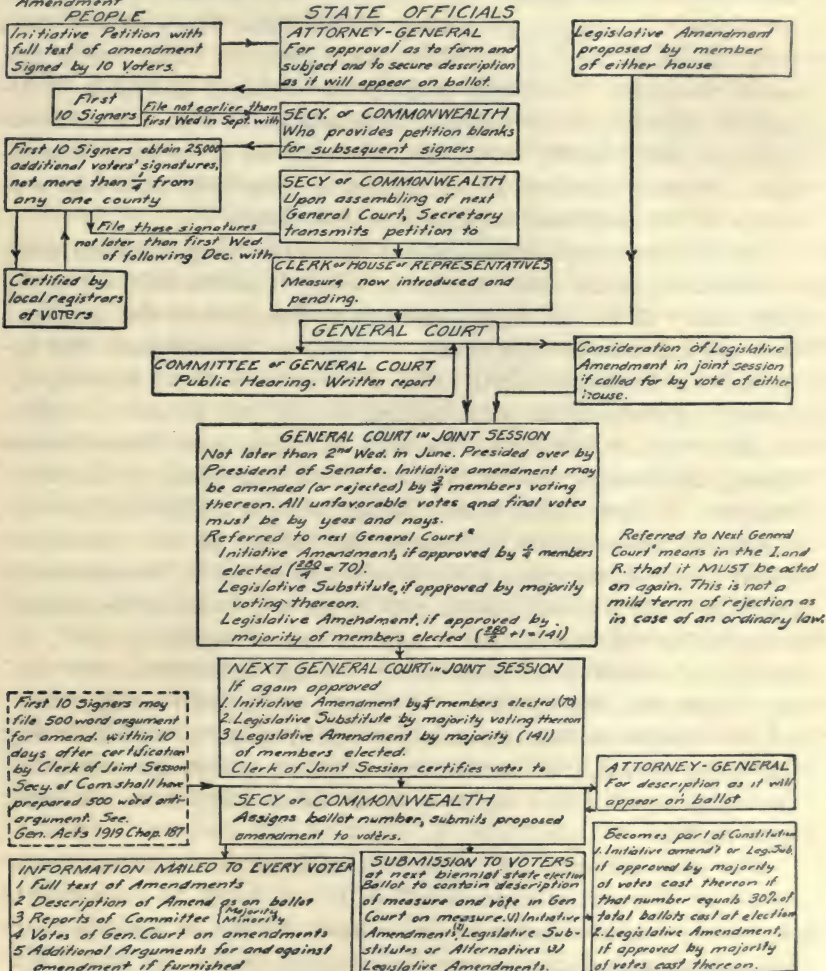 Amendment
PEOPLE
Initiative Petition with
full text of amendment
Signed by 10 Voters.
STATE OFFICIALS
ATTORNEY-GENERAL
For approval as to form and
subject and to secure description
as it will appear on ballot.
Legislative Amendment
proposed by member
of either house
First
10 Signers
File not earlier than
first Wed in Sept. with
SECY. OF COMMONWEALTH
Who provides petition blanks
for subsequent signers
First 10 Signers obtain 25,000
additional voters' signatures,
not more than 1/4 from
any one county
SECY OF COMMONWEALTH
Upon assembling of next
General Court, Secretary
transmits petition to
File these signatures
not later than first Wed.
of following Dec. with
Certified by
local registrars
of voters
CLERK OF HOUSE OF REPRESENTATIVES
Measure now introduced and
pending.
GENERAL COURT
COMMITTEE OF GENERAL COURT
Public Hearing. Written report
Consideration of Legislative
Amendment in joint session
if called for by vote of either
house.
GENERAL COURT IN JOINT SESSION
Not later than 2nd Wed. in June. Presided over by
President of Senate. Initiative amendment may
be amended (or rejected) by 3/4 members voting
thereon. All unfavorable votes and final votes
must be by yeas and nays.
Referred to next General Court*
Initiative Amendment, if approved by 1/4 members
elected (280/4 = 70).
Legislative Substitute, if approved by majority
voting thereon.
Legislative Amendment, if approved by
majority of members elected (280/2 + 1 = 141)
Referred to Next General
Court* means in the I. and
R. that it MUST be acted
on again. This is not a
mild term of rejection as
in case of an ordinary law.
NEXT GENERAL COURT IN JOINT SESSION
If again approved
1. Initiative Amendment by 1/4 members elected (70)
2. Legislative Substitute by majority voting thereon
3 Legislative Amendment by majority (141)
of members elected.
Clerk of Joint Session certifies votes to
First 10 Signers may
file 500 word argument
for amend. within 10
days after certification
by Clerk of Joint Session
Secy. of Com. shall have
prepared 500 word anti-
argument. See.
Gen. Acts 1919 Chap. 187
SECY OF COMMONWEALTH
Assigns ballot number, submits proposed
amendment to voters.
ATTORNEY-GENERAL
For description as it will
appear on ballot
INFORMATION MAILED TO EVERY VOTER
1 Full text of Amendments
2 Description of Amend as on ballot
3 Reports of Committee {Majority
Minority
4 Votes of Gen. Court on amendments
5 Additional Arguments for and against
amendment if furnished
SUBMISSION TO VOTERS
at next biennial state election
Ballot to contain description
of measure and vote in Gen
Court on measure. (1) Initiative
Amendments, (2) Legislative Sub-
stitutes or Alternatives (3)
Legislative Amendments.
Becomes part of Constitution
1. Initiative amend't or Leg. Sub.
if approved by majority
of votes cast thereon if
that number equals 30% of
total ballots cast at election
2. Legislative Amendment,
if approved by majority
of votes cast thereon.